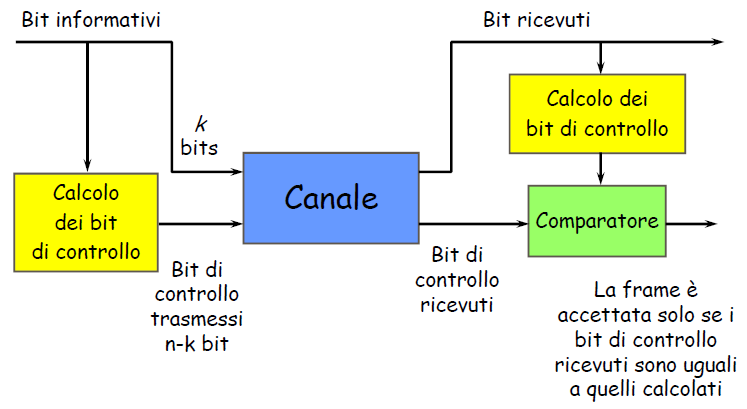 Bit informativi
Bit ricevuti
k
bits
Calcolo dei
bit di controllo
Calcolo
dei bit
di controllo
Canale
Comparatore
Bit di
controllo
trasmessi
n-k bit
Bit di
controllo
ricevuti
La frame è
accettata solo se i
bit di controllo
ricevuti sono uguali
a quelli calcolati